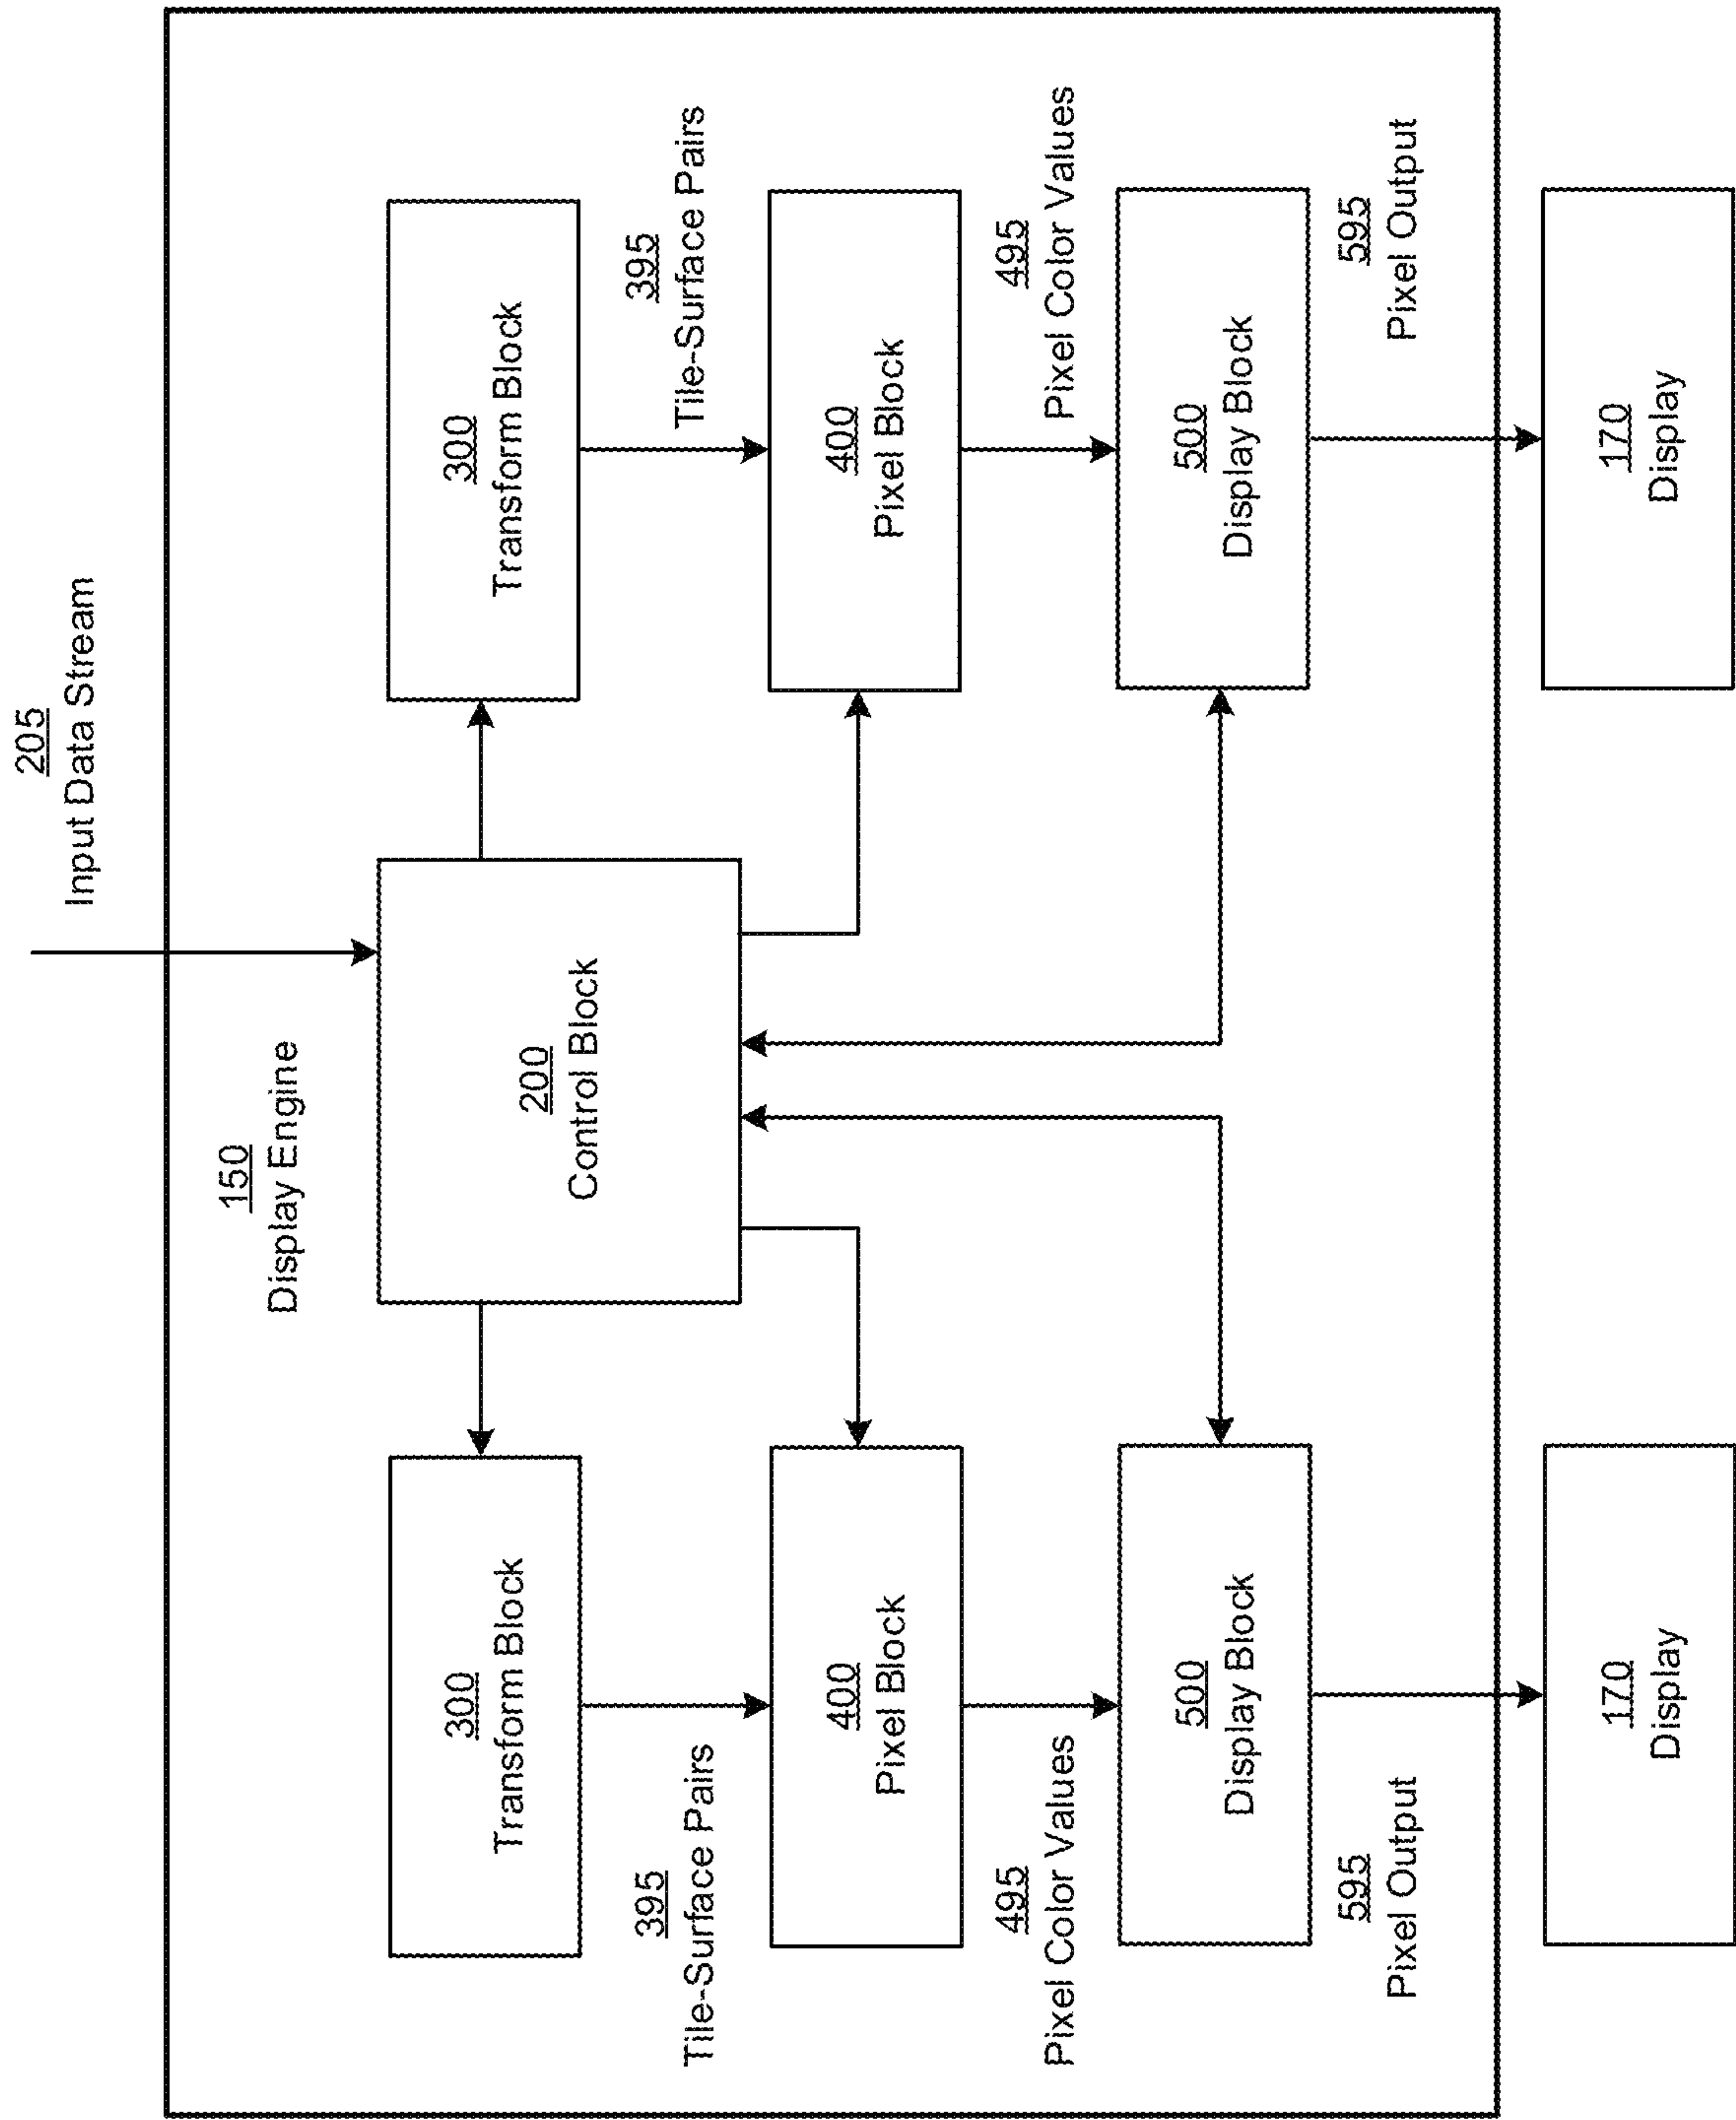 205
Input Data Stream
150
Display Engine
200
Control Block
300
Transform Block
300
Transform Block
395
Tile-Surface Pairs
395
Tile-Surface Pairs
400
Pixel Block
400
Pixel Block
495
Pixel Color Values
495
Pixel Color Values
500
Display Block
500
Display Block
595
Pixel Output
595
Pixel Output
170
Display
170
Display